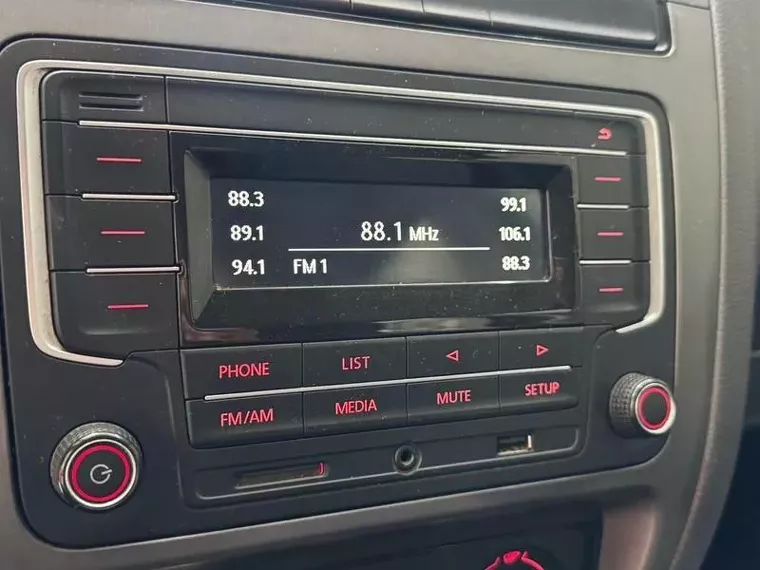 88.3
99.1
88.1 MHz
89.1
106.1
94.1
FM 1
88.3
PHONE
LIST
FM/AM
MEDIA
MUTE
SETUP